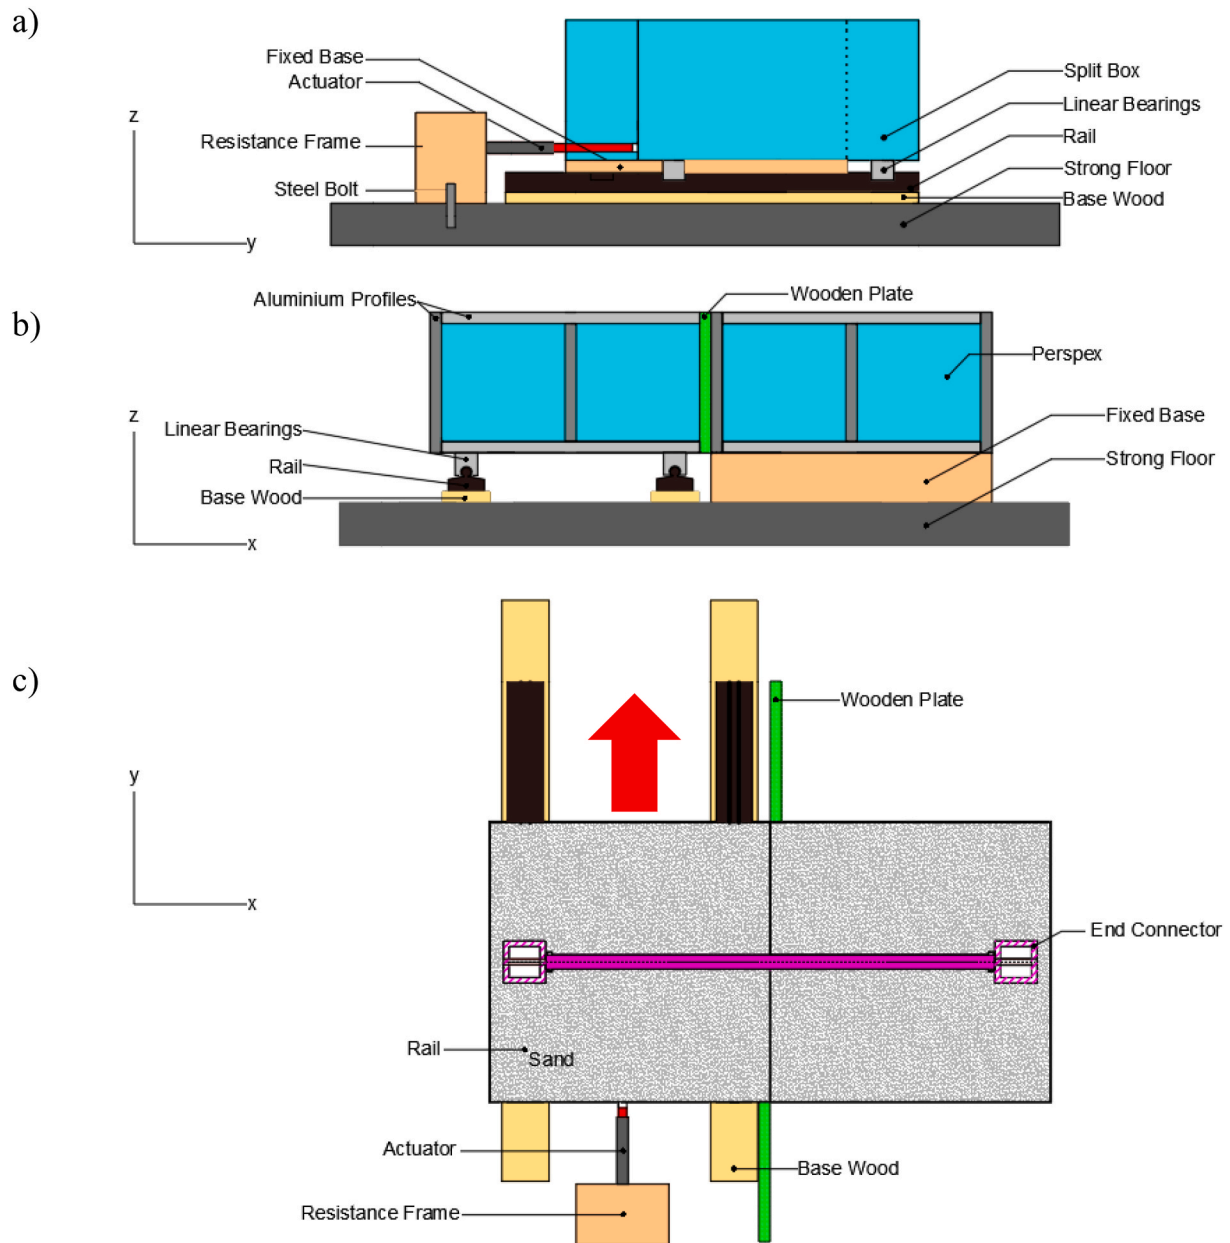 a)
Fixed Base
Actuator
Resistance Frame
Steel Bolt
Split Box
Linear Bearings
Rail
Strong Floor
Base Wood
z
y
b)
Aluminium Profiles
Wooden Plate
Perspex
Linear Bearings
Rail
Base Wood
Fixed Base
Strong Floor
z
x
c)
Wooden Plate
y
x
End Connector
Rail
Sand
Actuator
Base Wood
Resistance Frame